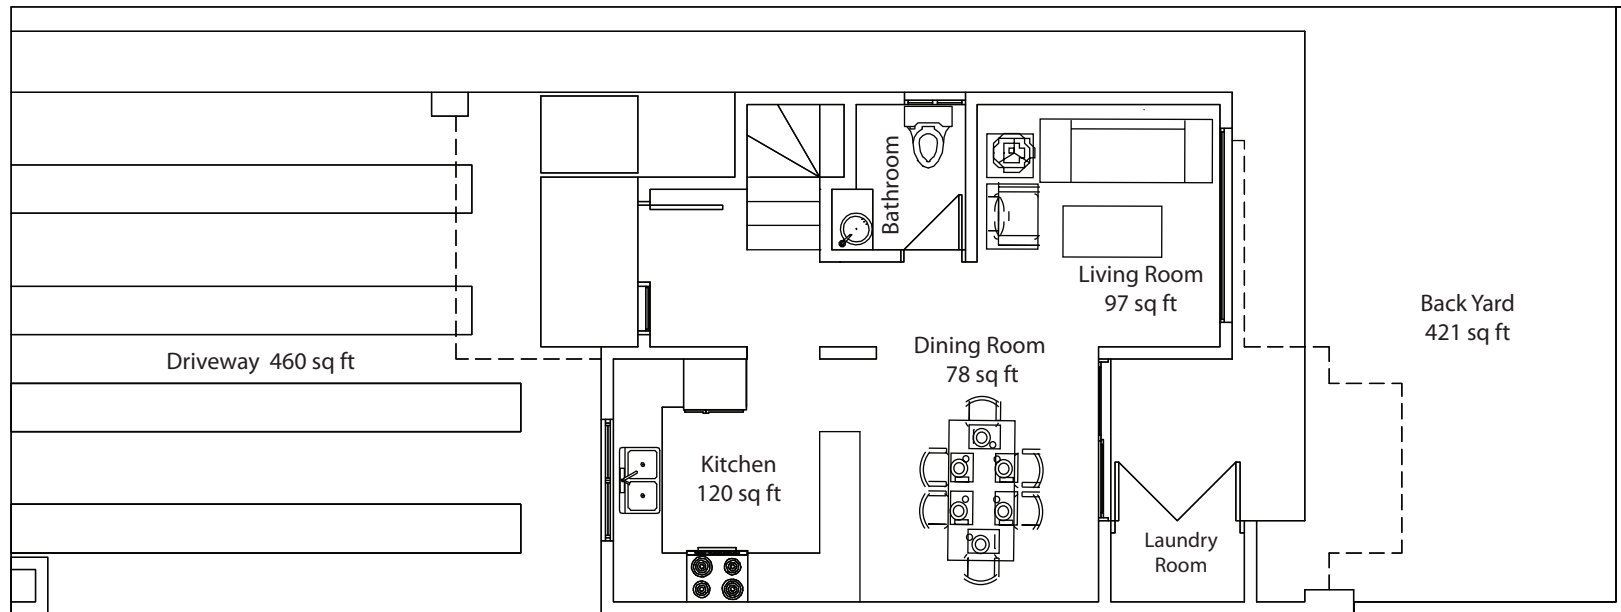 Bathroom
Living Room
97 sq ft
Back Yard
421 sq ft
Dining Room
78 sq ft
Driveway  460 sq ft
Kitchen
120 sq ft
Laundry
Room